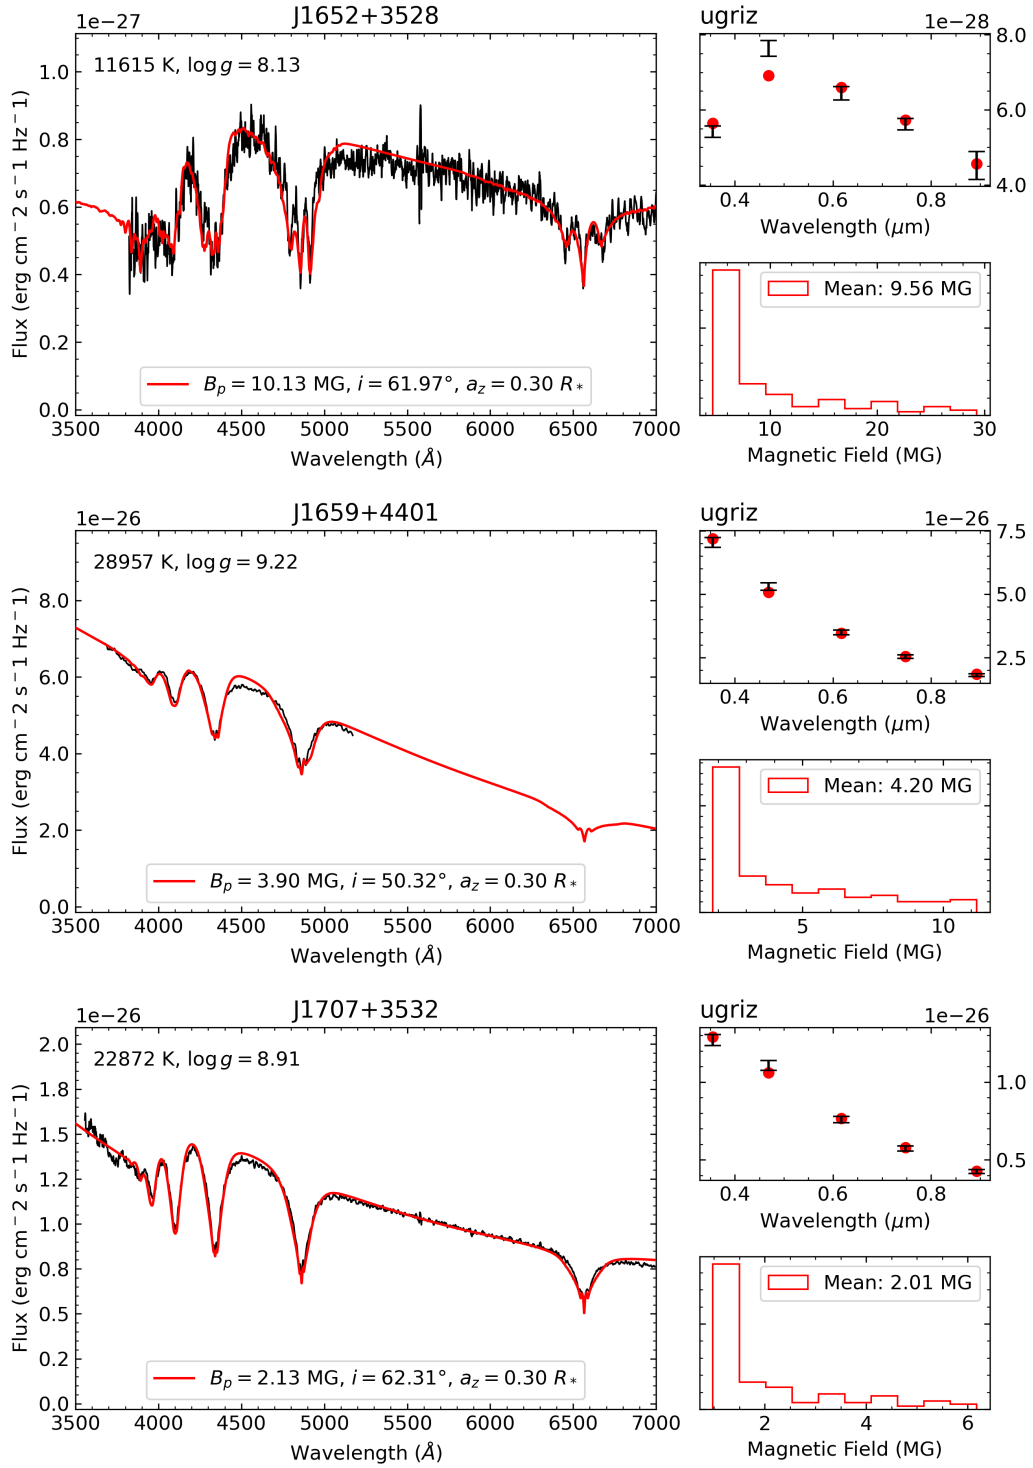 J1652+3528
1e−27
11615 K, log g = 8.13
Flux (erg cm−2 s−1 Hz−1)
1.0
0.8
0.6
0.4
0.2
0.0
B_p = 10.13 MG, i = 61.97°, a_z = 0.30 R_*
3500 4000 4500 5000 5500 6000 6500 7000
Wavelength (Å)
ugriz
1e−28
8.0
6.0
4.0
0.4 0.6 0.8
Wavelength (μm)
Mean: 9.56 MG
10 20 30
Magnetic Field (MG)
J1659+4401
1e−26
28957 K, log g = 9.22
Flux (erg cm−2 s−1 Hz−1)
8.0
6.0
4.0
2.0
0.0
B_p = 3.90 MG, i = 50.32°, a_z = 0.30 R_*
3500 4000 4500 5000 5500 6000 6500 7000
Wavelength (Å)
ugriz
1e−26
7.5
5.0
2.5
0.4 0.6 0.8
Wavelength (μm)
Mean: 4.20 MG
5 10
Magnetic Field (MG)
J1707+3532
1e−26
22872 K, log g = 8.91
Flux (erg cm−2 s−1 Hz−1)
2.0
1.8
1.5
1.2
1.0
0.8
0.5
0.2
0.0
B_p = 2.13 MG, i = 62.31°, a_z = 0.30 R_*
3500 4000 4500 5000 5500 6000 6500 7000
Wavelength (Å)
ugriz
1e−26
1.0
0.5
0.4 0.6 0.8
Wavelength (μm)
Mean: 2.01 MG
2 4 6
Magnetic Field (MG)